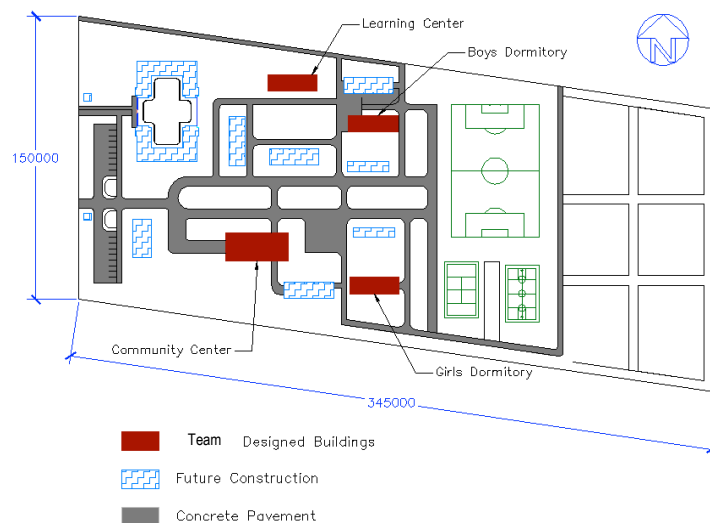 Learning Center
Boys Dormitory
N
150000
Community Center
Girls Dormitory
345000
Team Designed Buildings
Future Construction
Concrete Pavement